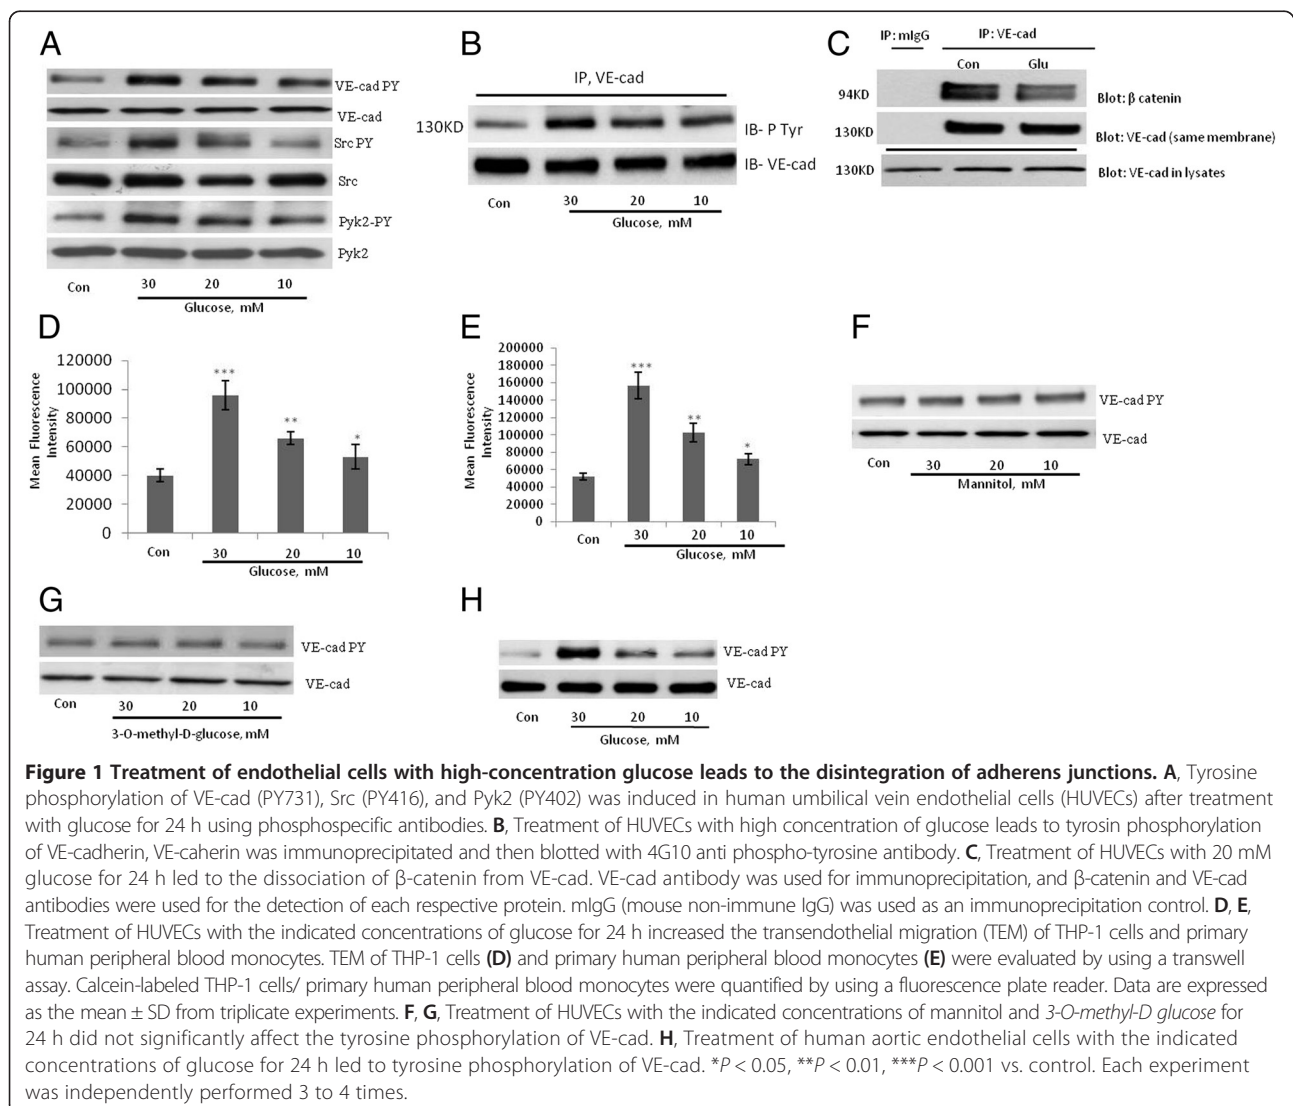 A
VE-cad PY
VE-cad
Src PY
Src
Pyk2-PY
Pyk2
Con
30 20 10
Glucose, mM
B
IP, VE-cad
130KD
IB- P Tyr
IB- VE-cad
Con
30 20 10
Glucose, mM
C
IP: mIgG IP: VE-cad
Con Glu
94KD Blot: β catenin
130KD Blot: VE-cad (same membrane)
130KD Blot: VE-cad in lysates
D
Mean Fluorescence
Intensity
120000
100000
80000
60000
40000
20000
0
***
**
*
Con 30 20 10
Glucose, mM
E
Mean Fluorescence
Intensity
200000
180000
160000
140000
120000
100000
80000
60000
40000
20000
0
***
**
*
Con 30 20 10
Glucose, mM
F
VE-cad PY
VE-cad
Con 30 20 10
Mannitol, mM
G
VE-cad PY
VE-cad
Con 30 20 10
3-O-methyl-D-glucose, mM
H
VE-cad PY
VE-cad
Con 30 20 10
Glucose, mM
Figure 1 Treatment of endothelial cells with high-concentration glucose leads to the disintegration of adherens junctions. A, Tyrosine
phosphorylation of VE-cad (PY731), Src (PY416), and Pyk2 (PY402) was induced in human umbilical vein endothelial cells (HUVECs) after treatment
with glucose for 24 h using phosphospecific antibodies. B, Treatment of HUVECs with high concentration of glucose leads to tyrosin phosphorylation
of VE-cadherin, VE-caherin was immunoprecipitated and then blotted with 4G10 anti phospho-tyrosine antibody. C, Treatment of HUVECs with 20 mM
glucose for 24 h led to the dissociation of β-catenin from VE-cad. VE-cad antibody was used for immunoprecipitation, and β-catenin and VE-cad
antibodies were used for the detection of each respective protein. mIgG (mouse non-immune IgG) was used as an immunoprecipitation control. D, E,
Treatment of HUVECs with the indicated concentrations of glucose for 24 h increased the transendothelial migration (TEM) of THP-1 cells and primary
human peripheral blood monocytes. TEM of THP-1 cells (D) and primary human peripheral blood monocytes (E) were evaluated by using a transwell
assay. Calcein-labeled THP-1 cells/ primary human peripheral blood monocytes were quantified by using a fluorescence plate reader. Data are expressed
as the mean ± SD from triplicate experiments. F, G, Treatment of HUVECs with the indicated concentrations of mannitol and 3-O-methyl-D glucose for
24 h did not significantly affect the tyrosine phosphorylation of VE-cad. H, Treatment of human aortic endothelial cells with the indicated
concentrations of glucose for 24 h led to tyrosine phosphorylation of VE-cad. *P < 0.05, **P < 0.01, ***P < 0.001 vs. control. Each experiment
was independently performed 3 to 4 times.